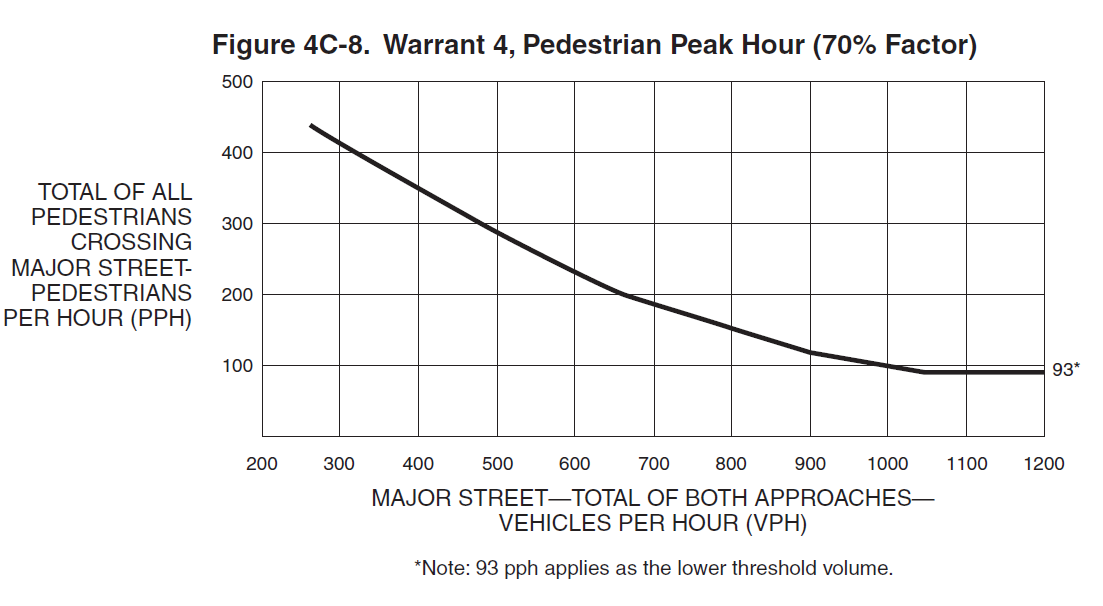 Figure 4C-8. Warrant 4, Pedestrian Peak Hour (70% Factor)
500
400
300
200
100
TOTAL OF ALL
PEDESTRIANS
CROSSING
MAJOR STREET-
PEDESTRIANS
PER HOUR (PPH)
93*
200 300 400 500 600 700 800 900 1000 1100 1200
MAJOR STREET—TOTAL OF BOTH APPROACHES—
VEHICLES PER HOUR (VPH)
*Note: 93 pph applies as the lower threshold volume.